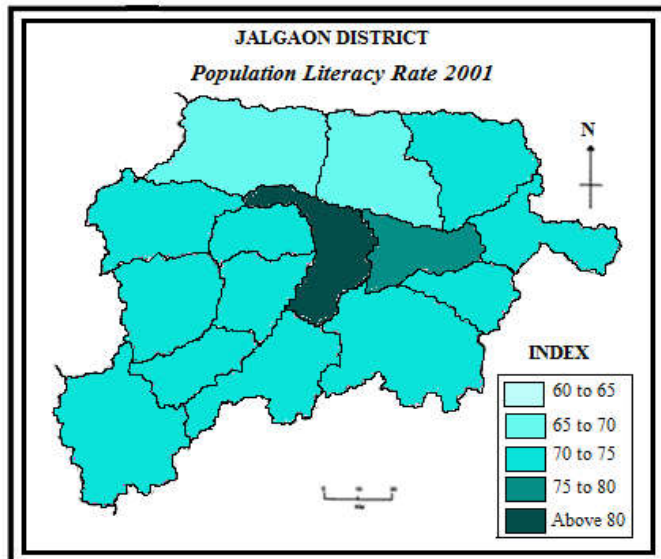 JALGAON DISTRICT
Population Literacy Rate 2001
N
INDEX
60 to 65
65 to 70
70 to 75
75 to 80
Above 80